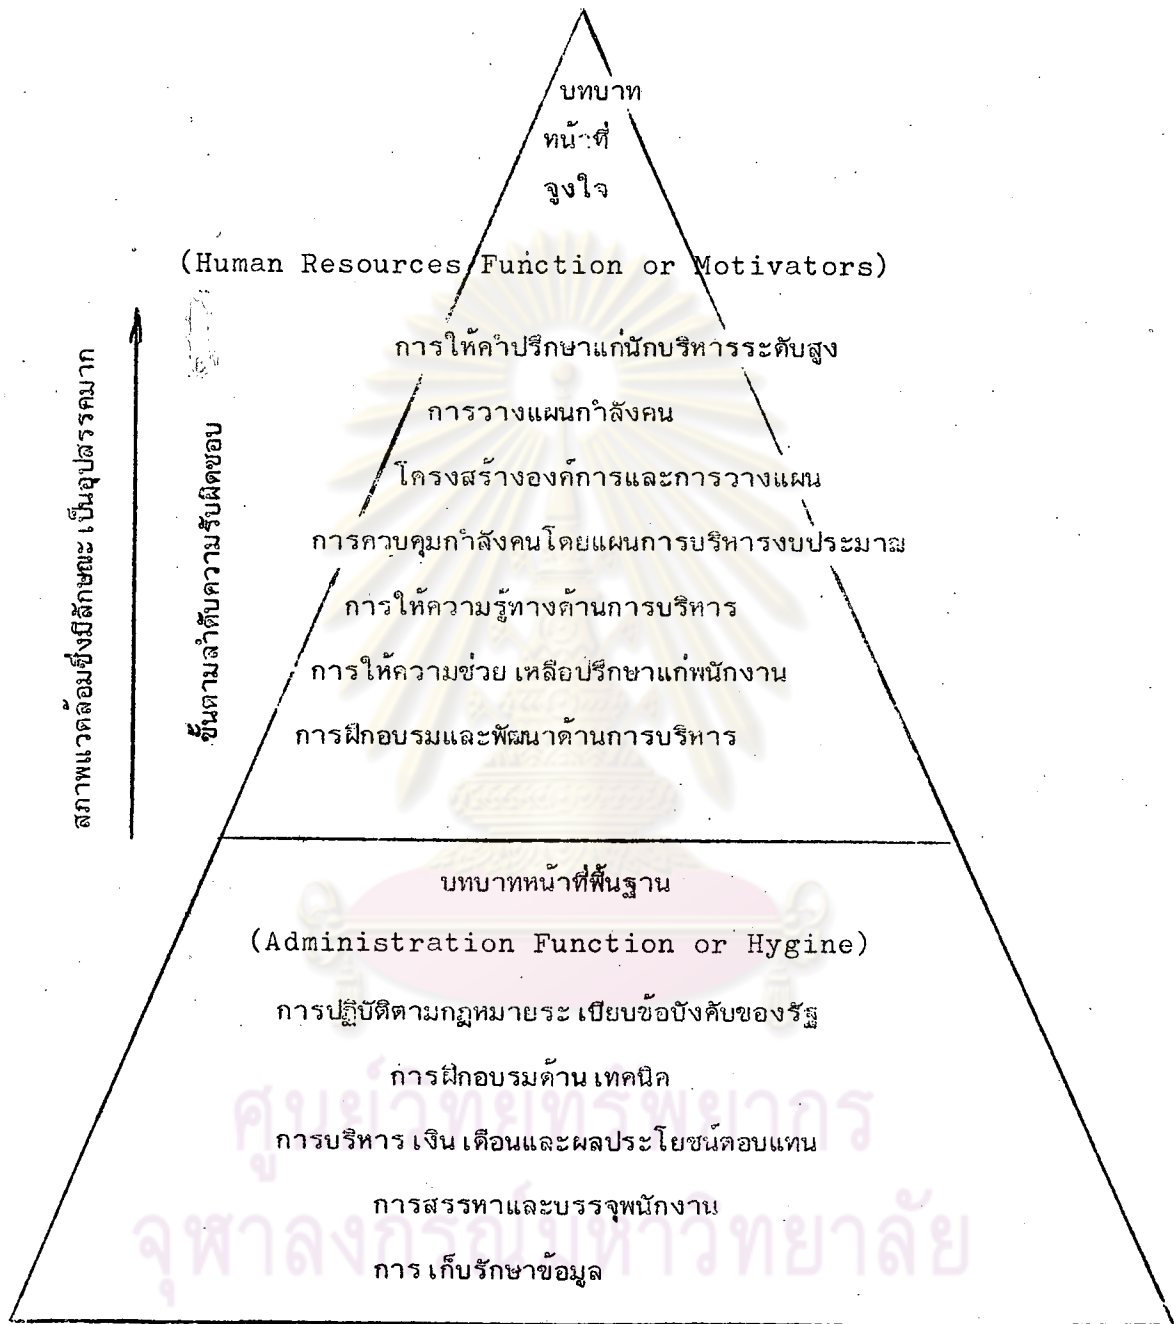 บทบาท
หน้าที่
จูงใจ
(Human Resources Function or Motivators)
การให้คำปรึกษาแก่นักบริหารระดับสูง
การวางแผนกำลังคน
โครงสร้างองค์การและการวางแผน
การควบคุมกำลังคนโดยแผนการบริหารงบประมาณ
การให้ความรู้ทางด้านการบริหาร
การให้ความช่วยเหลือปรึกษาแก่พนักงาน
การฝึกอบรมและพัฒนาด้านการบริหาร
สภาพแวดล้อมซึ่งมีลักษณะเป็นอุปสรรคมาก
ขั้นตามลำดับความรับผิดชอบ
บทบาทหน้าที่พื้นฐาน
(Administration Function or Hygine)
การปฏิบัติตามกฎหมายระเบียบข้อบังคับของรัฐ
การฝึกอบรมด้านเทคนิค
การบริหารเงินเดือนและผลประโยชน์ตอบแทน
การสรรหาและบรรจุพนักงาน
การเก็บรักษาข้อมูล
ศูนย์วิทยทรัพยากร
จุฬาลงกรณ์มหาวิทยาลัย